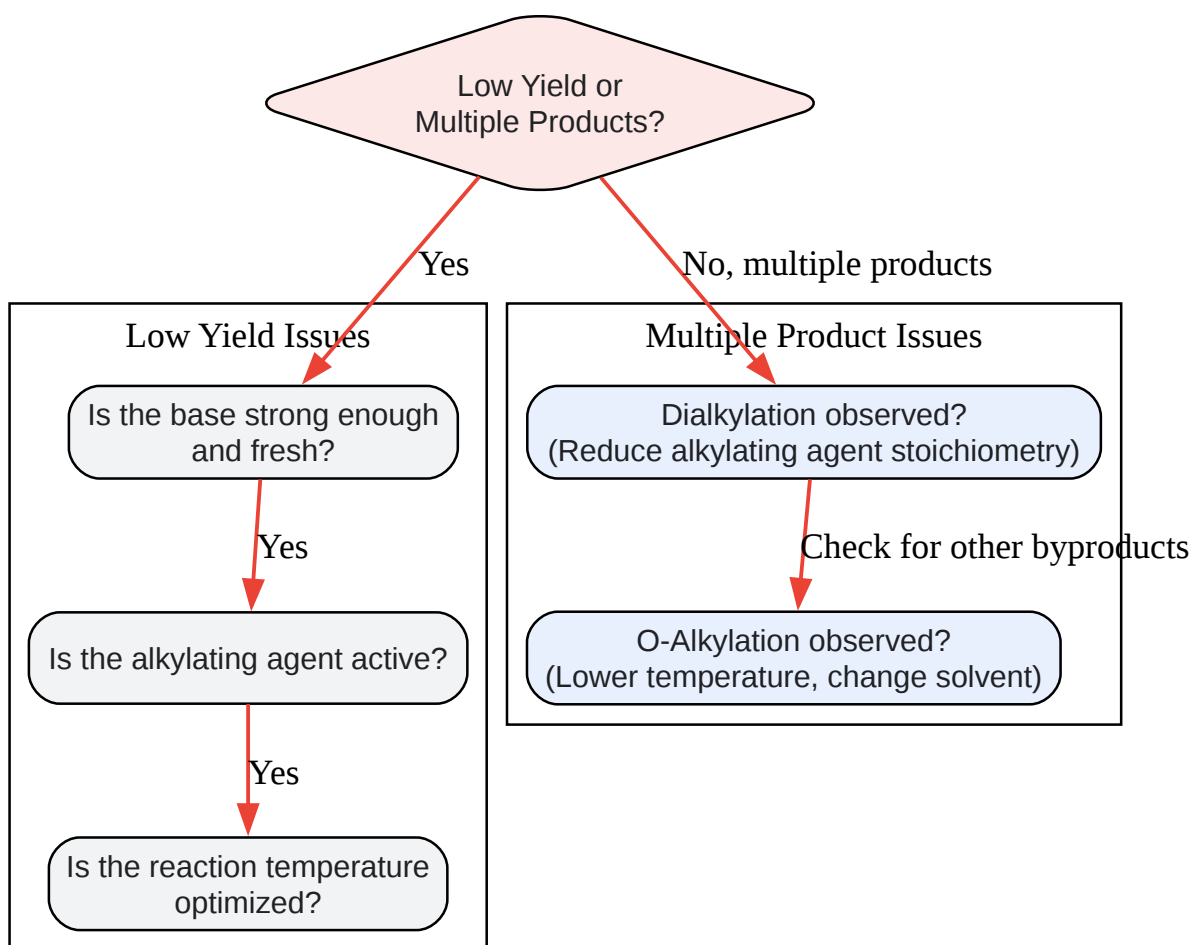 Low Yield or
Multiple Products?
Yes
No, multiple products
Low Yield Issues
Multiple Product Issues
Is the base strong enough
and fresh?
Dialkylation observed?
(Reduce alkylating agent stoichiometry)
Yes
Check for other byproducts
Is the alkylating agent active?
O-Alkylation observed?
(Lower temperature, change solvent)
Yes
Is the reaction temperature
optimized?